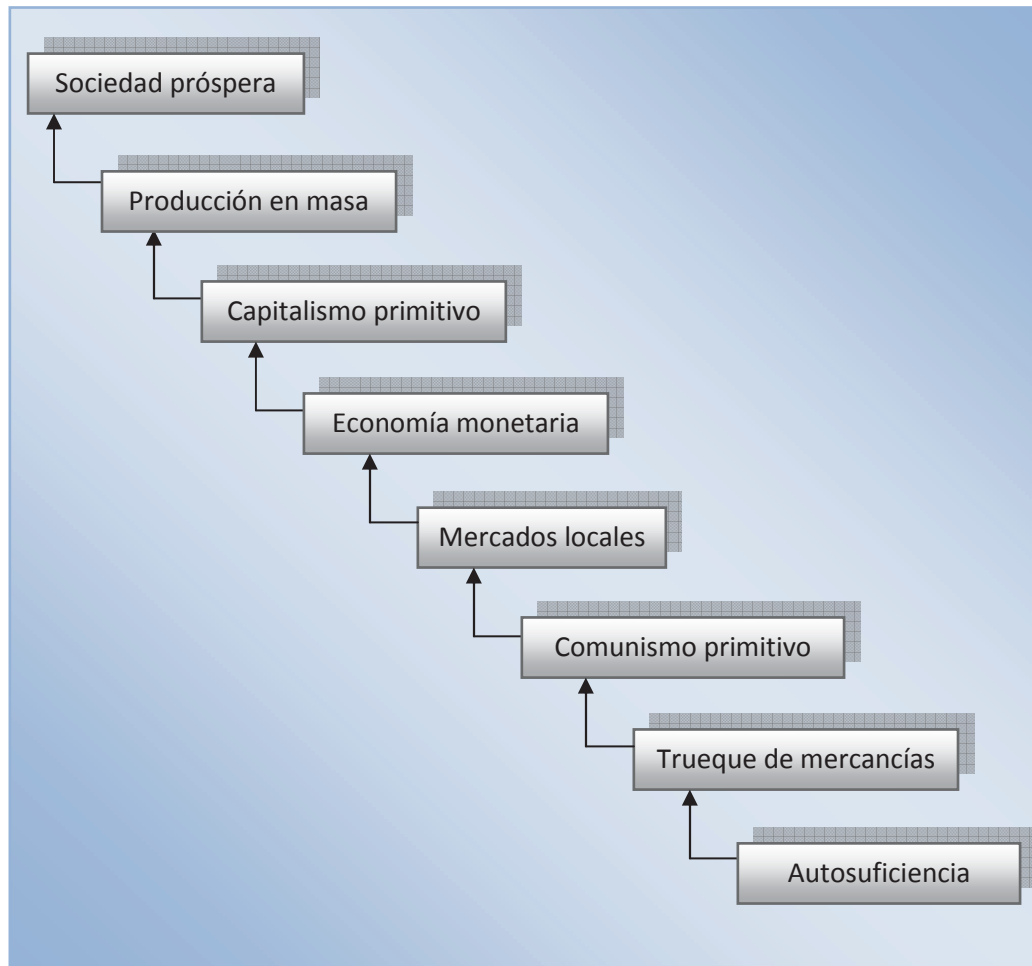 Sociedad próspera
Producción en masa
Capitalismo primitivo
Economía monetaria
Mercados locales
Comunismo primitivo
Trueque de mercancías
Autosuficiencia